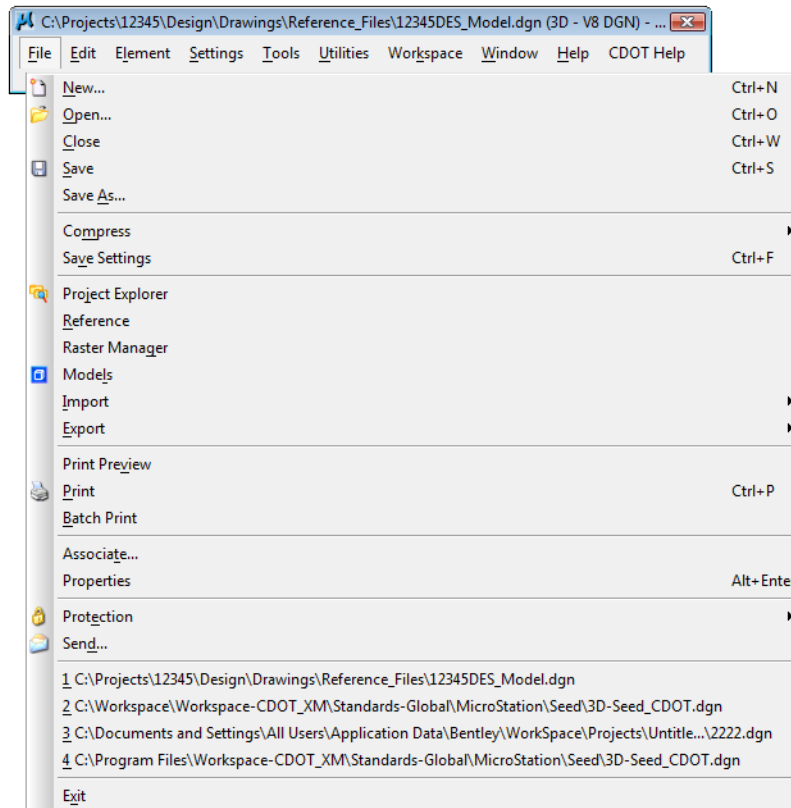 C:\Projects\12345\Design\Drawings\Reference_Files\12345DES_Model.dgn (3D - V8 DGN) - ...
File Edit Element Settings Tools Utilities Workspace Window Help CDOT Help
New... Ctrl+N
Open... Ctrl+O
Close Ctrl+W
Save Ctrl+S
Save As...
Compress
Save Settings Ctrl+F
Project Explorer
Reference
Raster Manager
Models
Import
Export
Print Preview
Print Ctrl+P
Batch Print
Associate...
Properties Alt+Ente
Protection
Send...
1 C:\Projects\12345\Design\Drawings\Reference_Files\12345DES_Model.dgn
2 C:\Workspace\Workspace-CDOT_XM\Standards-Global\MicroStation\Seed\3D-Seed_CDOT.dgn
3 C:\Documents and Settings\All Users\Application Data\Bentley\WorkSpace\Projects\Untitle...\2222.dgn
4 C:\Program Files\Workspace-CDOT_XM\Standards-Global\MicroStation\Seed\3D-Seed_CDOT.dgn
Exit